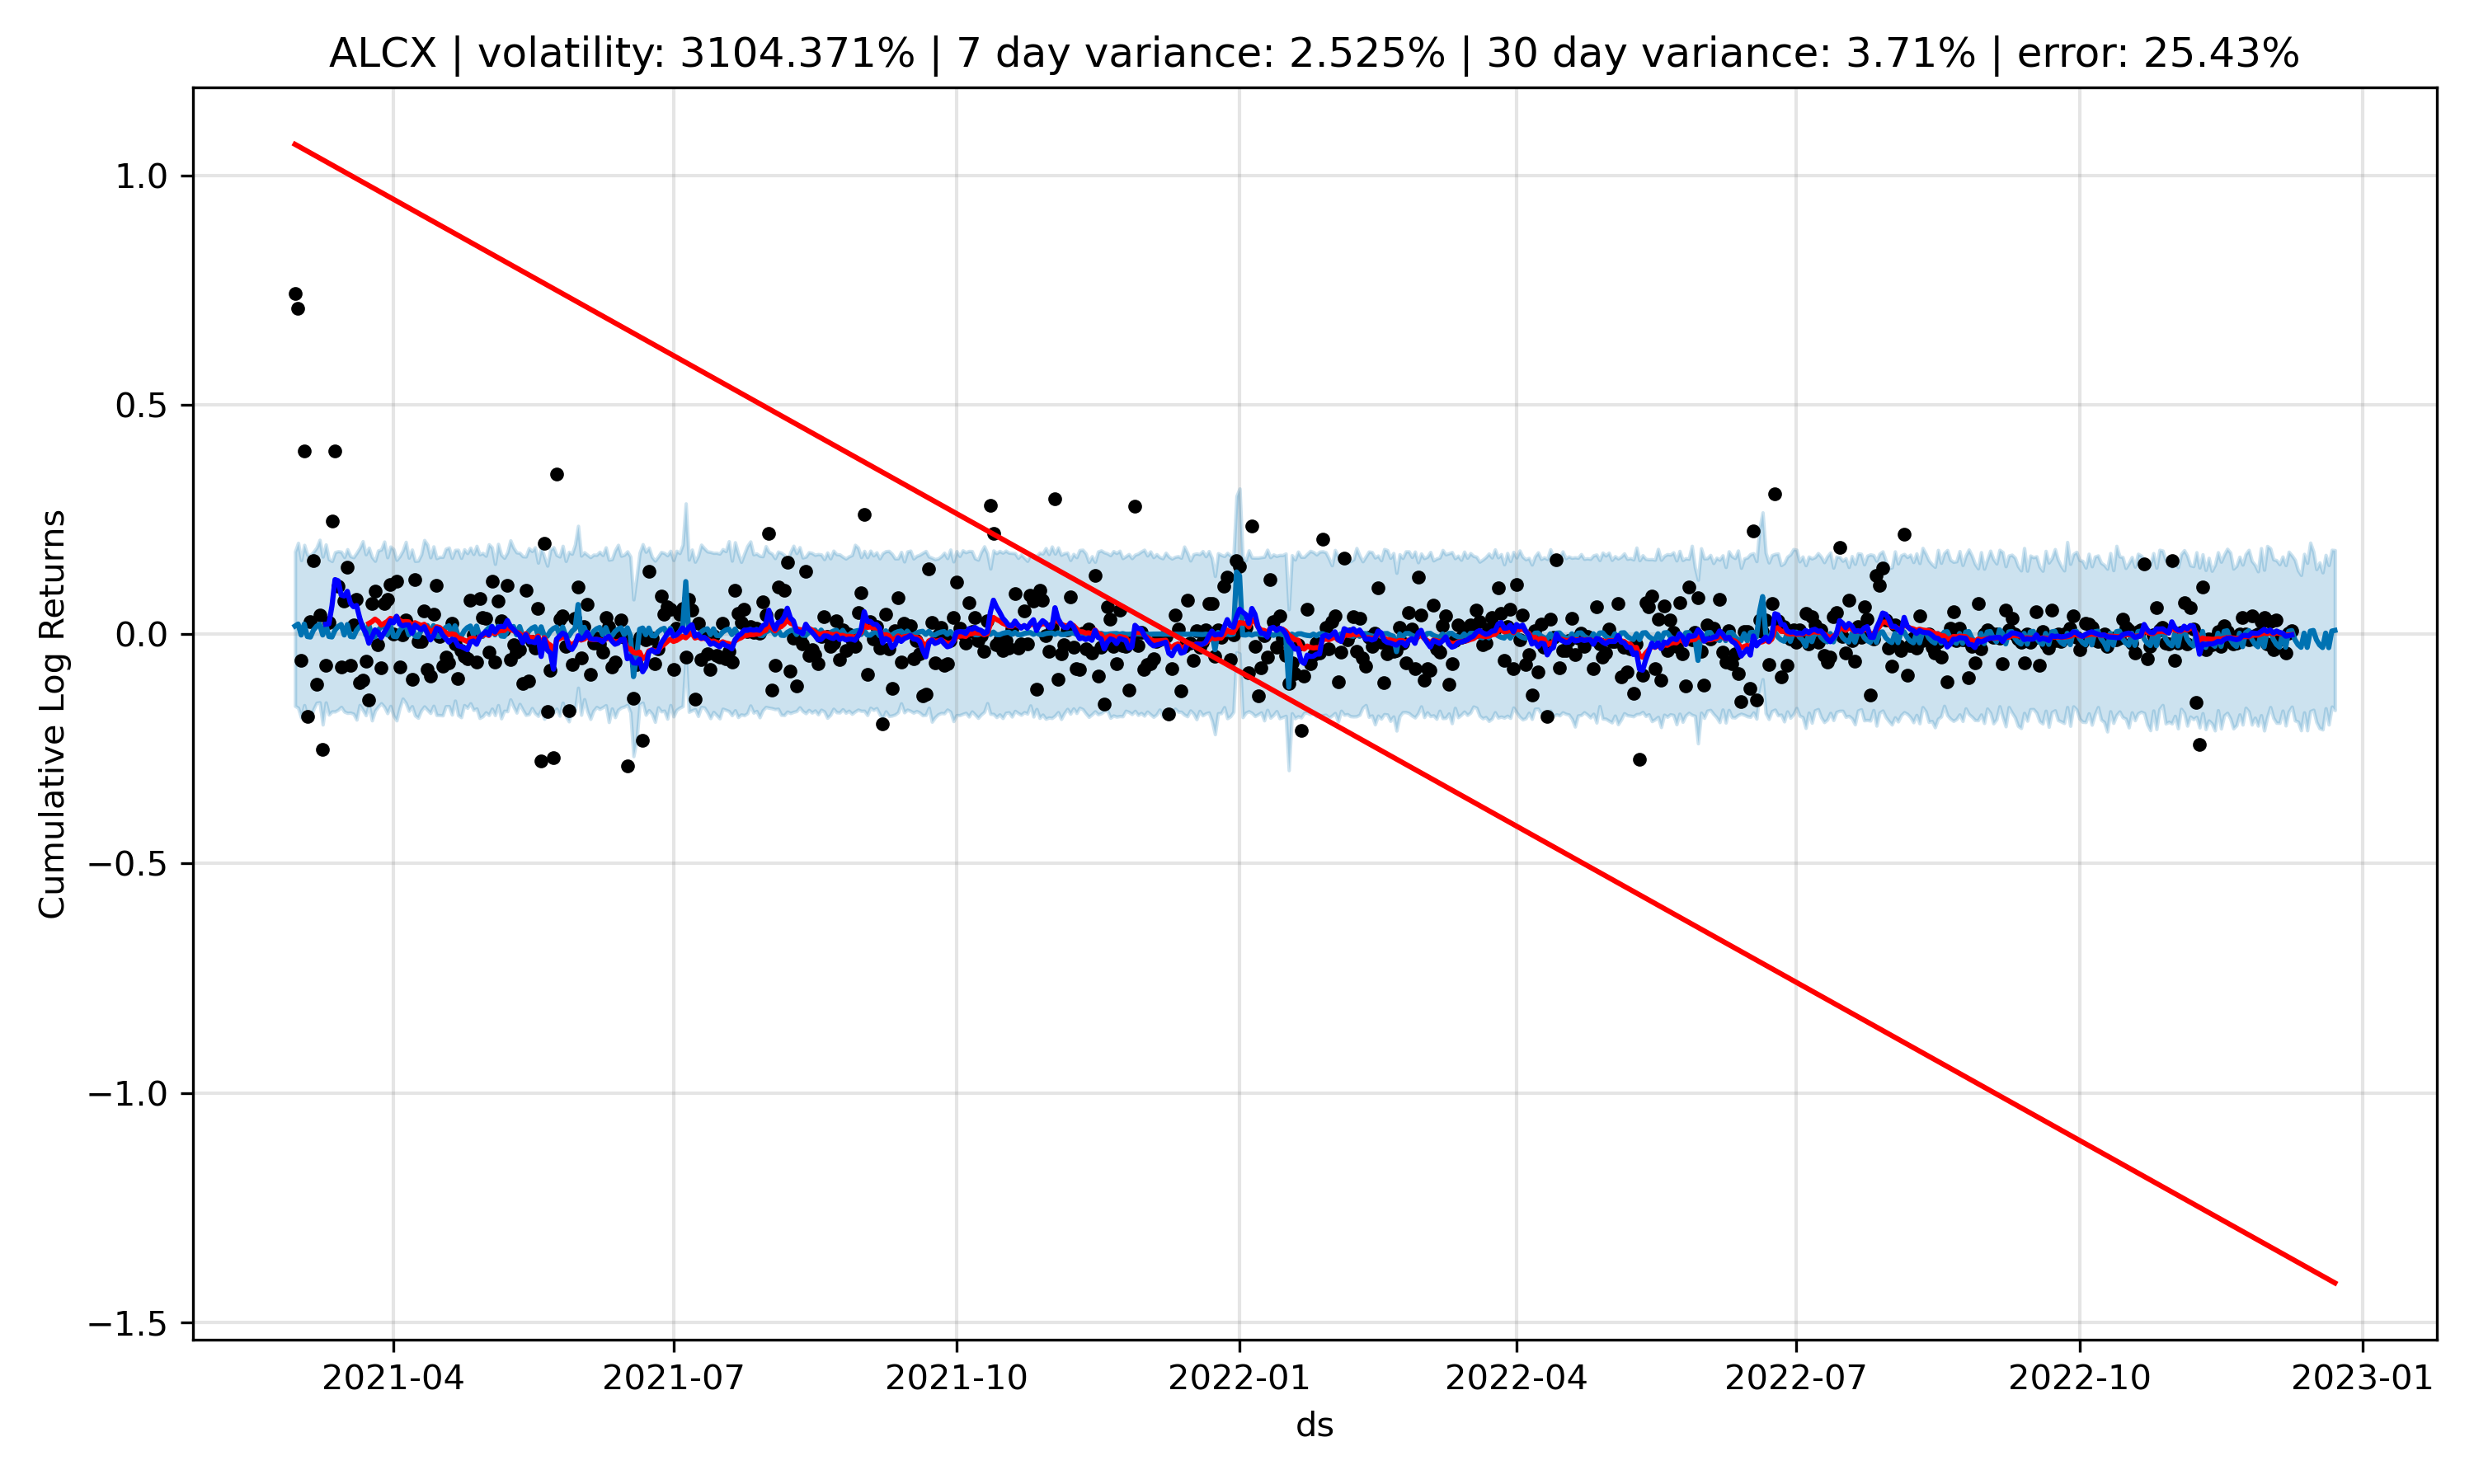 ALCX | volatility: 3104.371% | 7 day variance: 2.525% | 30 day variance: 3.71% | error: 25.43%
Cumulative Log Returns
1.0
0.5
0.0
−0.5
−1.0
−1.5
2021-04 2021-07 2021-10 2022-01 2022-04 2022-07 2022-10 2023-01
ds